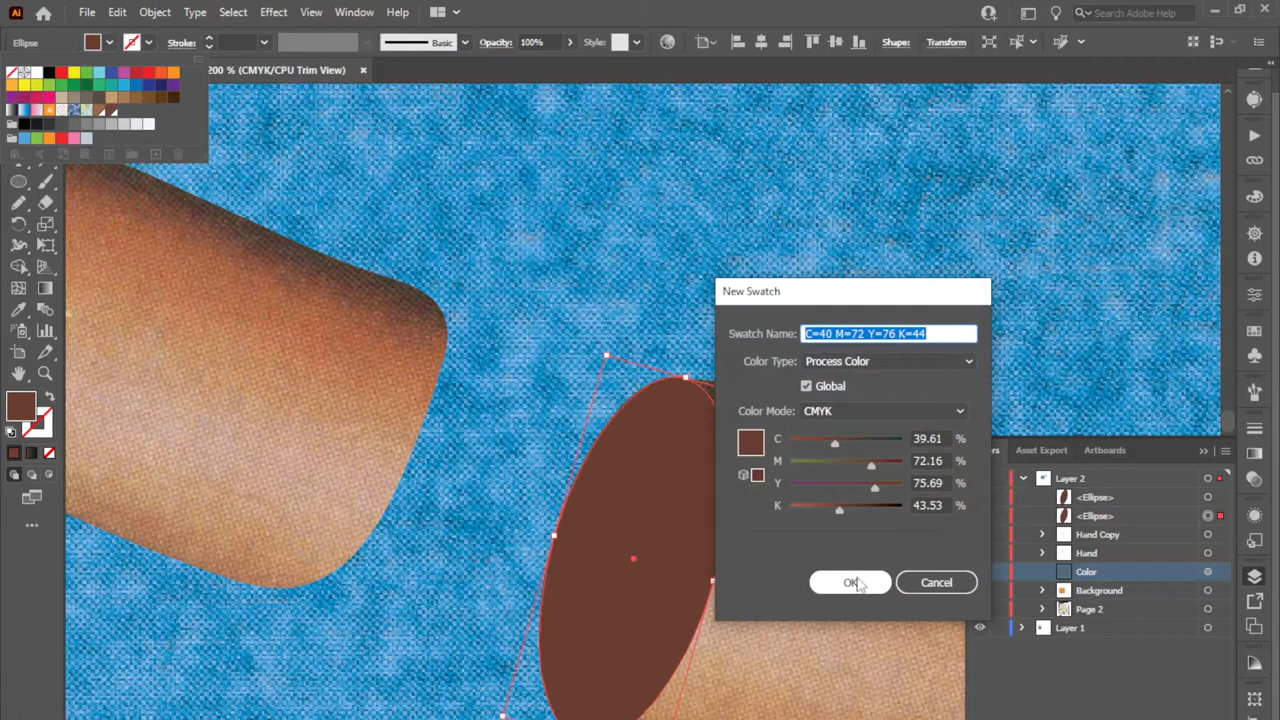 Ai
File Edit Object Type Select Effect View Window Help
Search Adobe Help
Ellipse
Stroke:
Basic
Opacity: 100%
Style:
Shape:
Transform
200 % (CMYK/CPU Trim View)
New Swatch
Swatch Name: C=40 M=72 Y=76 K=44
Color Type: Process Color
Global
Color Mode: CMYK
C 39.61 %
M 72.16 %
Y 75.69 %
K 43.53 %
OK
Cancel
Asset Export
Artboards
Layer 2
<Ellipse>
<Ellipse>
Hand Copy
Hand
Color
Background
Page 2
Layer 1